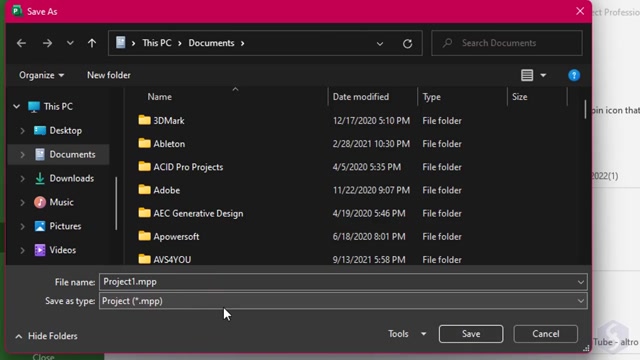 Save As
ct Professio
This PC > Documents >
Search Documents
Organize
New folder
?
Name
Date modified
Type
Size
This PC
Desktop
Documents
Downloads
Music
Pictures
Videos
3DMark 12/17/2020 5:10 PM File folder
Ableton 2/28/2021 10:30 PM File folder
ACID Pro Projects 4/5/2020 5:35 PM File folder
Adobe 11/22/2020 9:07 PM File folder
AEC Generative Design 4/19/2020 5:46 PM File folder
Apowersoft 6/18/2020 8:01 PM File folder
AVS4YOU 9/13/2021 5:58 PM File folder
pin icon that
2022(1)
File name: Project1.mpp
Save as type: Project (*.mpp)
Hide Folders
Tools
Save
Cancel
Tube - altro
Close